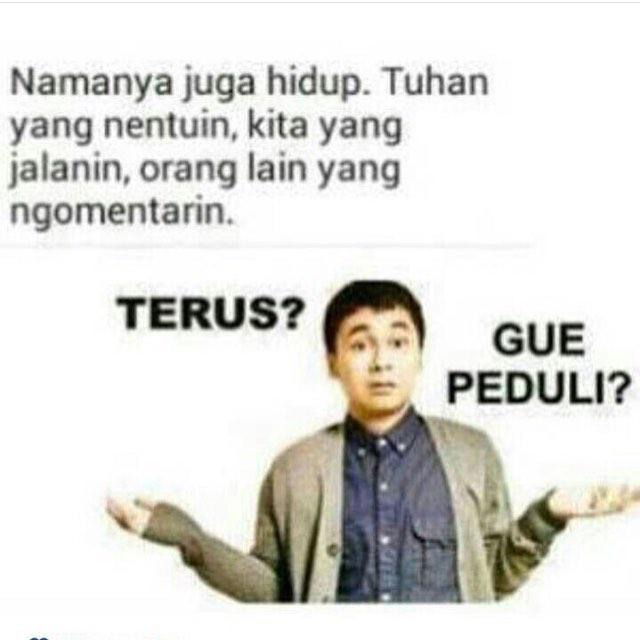 Namanya juga hidup. Tuhan
yang nentuin, kita yang
jalanin, orang lain yang
ngomentarin.
TERUS?
GUE
PEDULI?